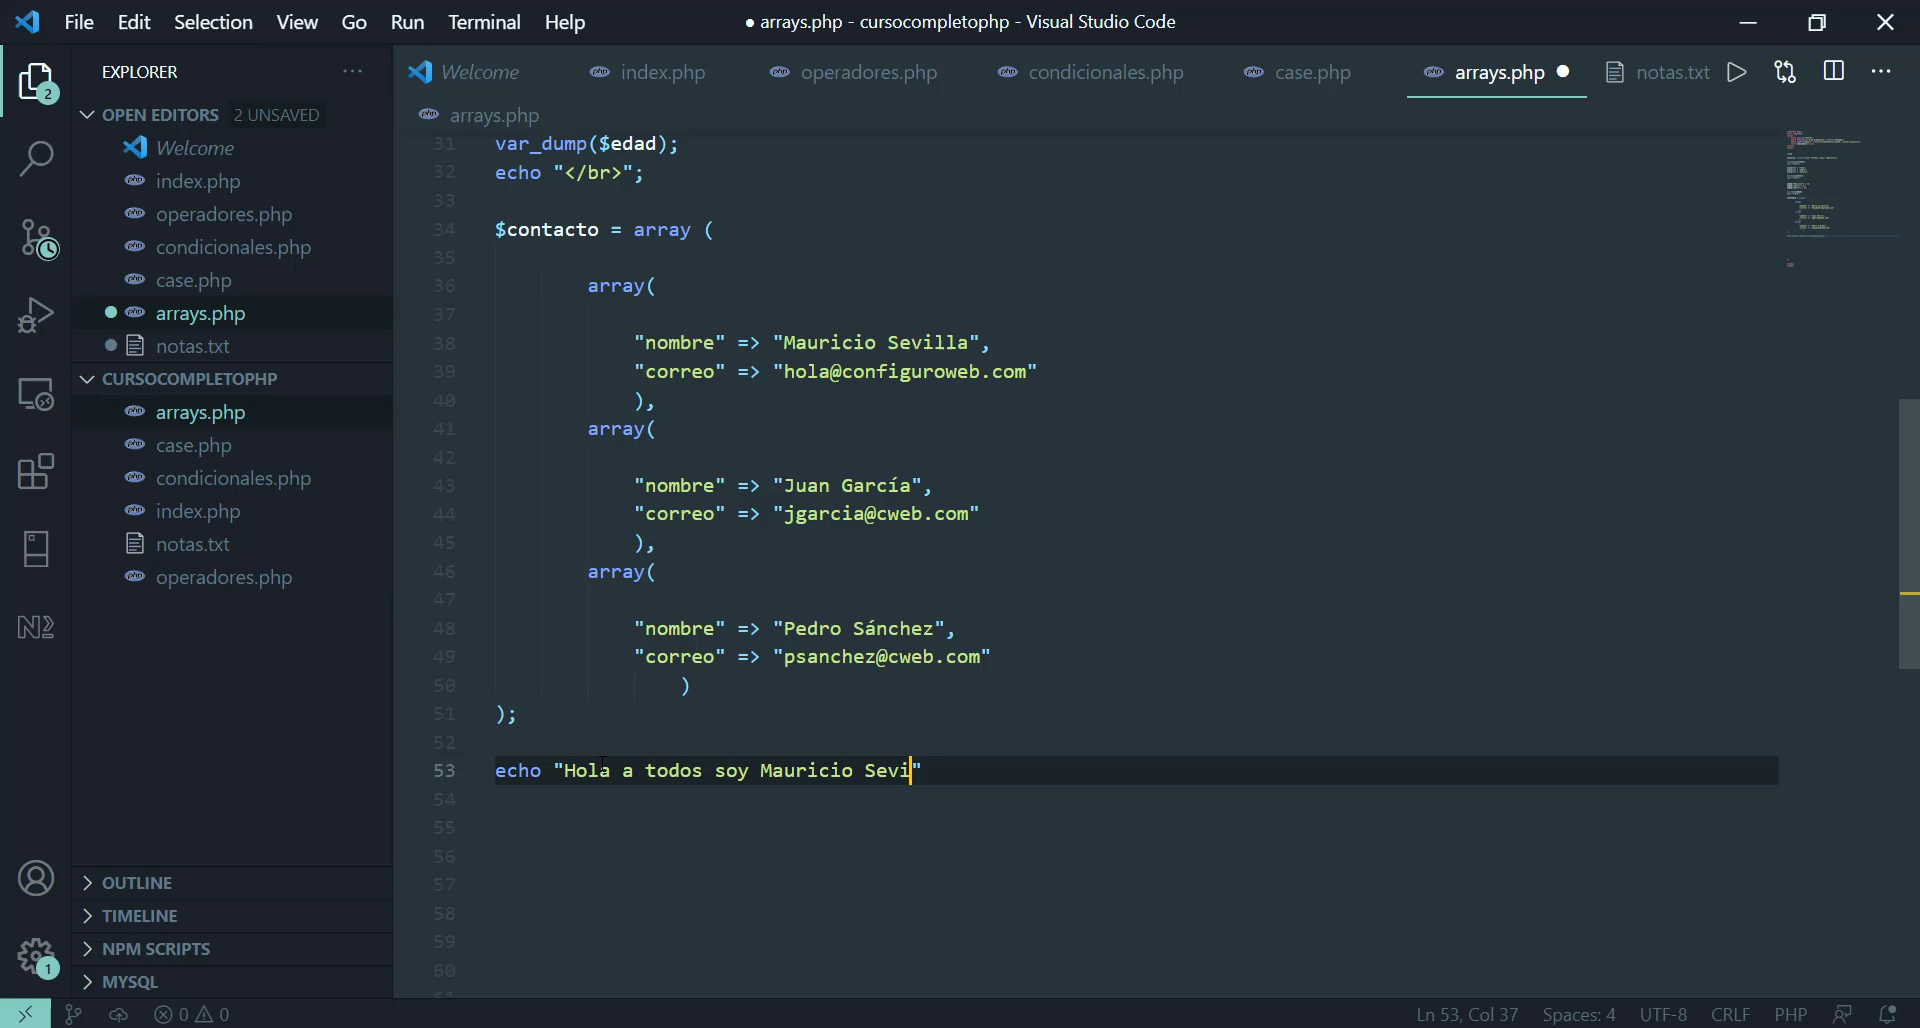 File Edit Selection View Go Run Terminal Help
● arrays.php - cursocompletophp - Visual Studio Code
EXPLORER
2
OPEN EDITORS 2 UNSAVED
Welcome
index.php
operadores.php
condicionales.php
case.php
arrays.php
notas.txt
CURSOCOMPLETOPHP
arrays.php
case.php
condicionales.php
index.php
notas.txt
operadores.php
OUTLINE
TIMELINE
NPM SCRIPTS
MYSQL
1
Welcome index.php operadores.php condicionales.php case.php arrays.php notas.txt
arrays.php
31 var_dump($edad);
32 echo "</br>";
33
34 $contacto = array (
35
36 array(
37
38 "nombre" => "Mauricio Sevilla",
39 "correo" => "hola@configuroweb.com"
40 ),
41 array(
42
43 "nombre" => "Juan García",
44 "correo" => "jgarcia@cweb.com"
45 ),
46 array(
47
48 "nombre" => "Pedro Sánchez",
49 "correo" => "psanchez@cweb.com"
50 )
51 );
52
53 echo "Hola a todos soy Mauricio Sevi"
54
55
56
57
58
59
60
0 0
Ln 53, Col 37 Spaces: 4 UTF-8 CRLF PHP